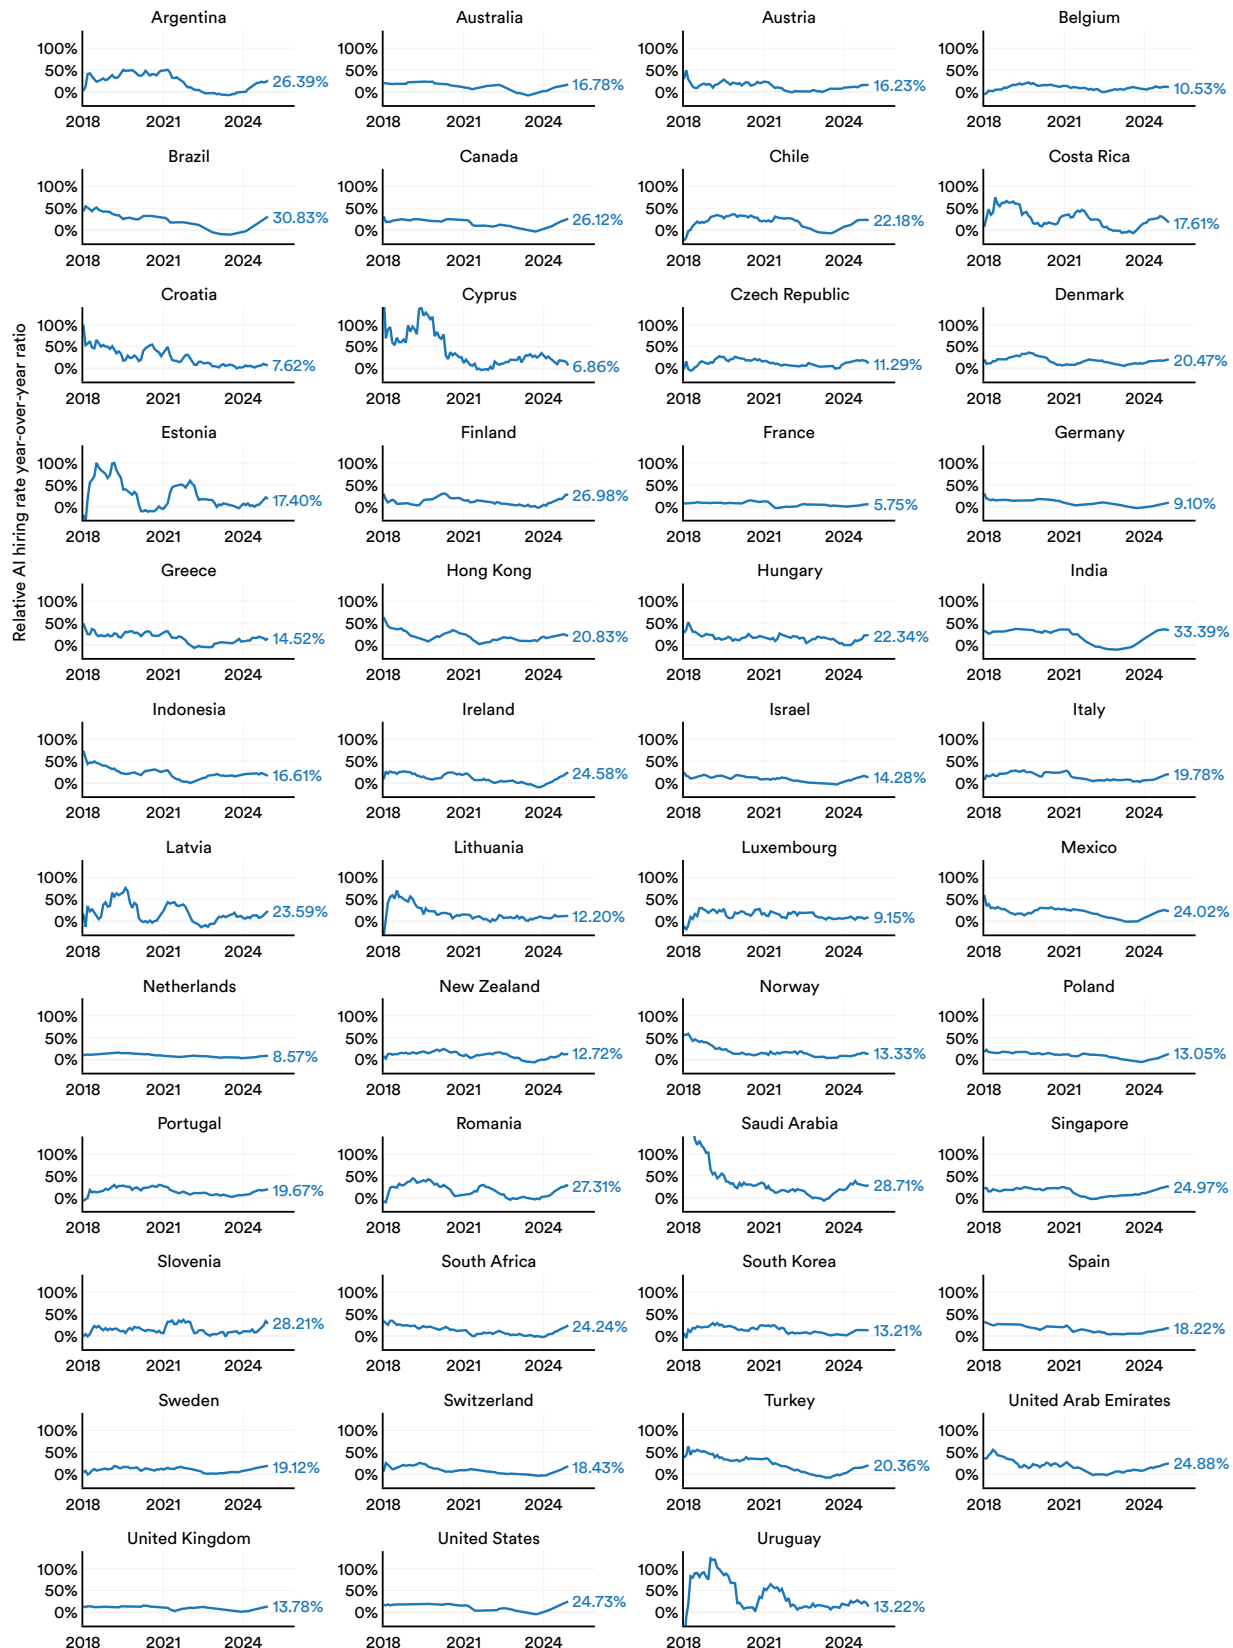 Relative AI hiring rate year-over-year ratio
Argentina
100%
50%
0%
2018 2021 2024
26.39%
Australia
100%
50%
0%
2018 2021 2024
16.78%
Austria
100%
50%
0%
2018 2021 2024
16.23%
Belgium
100%
50%
0%
2018 2021 2024
10.53%
Brazil
100%
50%
0%
2018 2021 2024
30.83%
Canada
100%
50%
0%
2018 2021 2024
26.12%
Chile
100%
50%
0%
2018 2021 2024
22.18%
Costa Rica
100%
50%
0%
2018 2021 2024
17.61%
Croatia
100%
50%
0%
2018 2021 2024
7.62%
Cyprus
100%
50%
0%
2018 2021 2024
6.86%
Czech Republic
100%
50%
0%
2018 2021 2024
11.29%
Denmark
100%
50%
0%
2018 2021 2024
20.47%
Estonia
100%
50%
0%
2018 2021 2024
17.40%
Finland
100%
50%
0%
2018 2021 2024
26.98%
France
100%
50%
0%
2018 2021 2024
5.75%
Germany
100%
50%
0%
2018 2021 2024
9.10%
Greece
100%
50%
0%
2018 2021 2024
14.52%
Hong Kong
100%
50%
0%
2018 2021 2024
20.83%
Hungary
100%
50%
0%
2018 2021 2024
22.34%
India
100%
50%
0%
2018 2021 2024
33.39%
Indonesia
100%
50%
0%
2018 2021 2024
16.61%
Ireland
100%
50%
0%
2018 2021 2024
24.58%
Israel
100%
50%
0%
2018 2021 2024
14.28%
Italy
100%
50%
0%
2018 2021 2024
19.78%
Latvia
100%
50%
0%
2018 2021 2024
23.59%
Lithuania
100%
50%
0%
2018 2021 2024
12.20%
Luxembourg
100%
50%
0%
2018 2021 2024
9.15%
Mexico
100%
50%
0%
2018 2021 2024
24.02%
Netherlands
100%
50%
0%
2018 2021 2024
8.57%
New Zealand
100%
50%
0%
2018 2021 2024
12.72%
Norway
100%
50%
0%
2018 2021 2024
13.33%
Poland
100%
50%
0%
2018 2021 2024
13.05%
Portugal
100%
50%
0%
2018 2021 2024
19.67%
Romania
100%
50%
0%
2018 2021 2024
27.31%
Saudi Arabia
100%
50%
0%
2018 2021 2024
28.71%
Singapore
100%
50%
0%
2018 2021 2024
24.97%
Slovenia
100%
50%
0%
2018 2021 2024
28.21%
South Africa
100%
50%
0%
2018 2021 2024
24.24%
South Korea
100%
50%
0%
2018 2021 2024
13.21%
Spain
100%
50%
0%
2018 2021 2024
18.22%
Sweden
100%
50%
0%
2018 2021 2024
19.12%
Switzerland
100%
50%
0%
2018 2021 2024
18.43%
Turkey
100%
50%
0%
2018 2021 2024
20.36%
United Arab Emirates
100%
50%
0%
2018 2021 2024
24.88%
United Kingdom
100%
50%
0%
2018 2021 2024
13.78%
United States
100%
50%
0%
2018 2021 2024
24.73%
Uruguay
100%
50%
0%
2018 2021 2024
13.22%